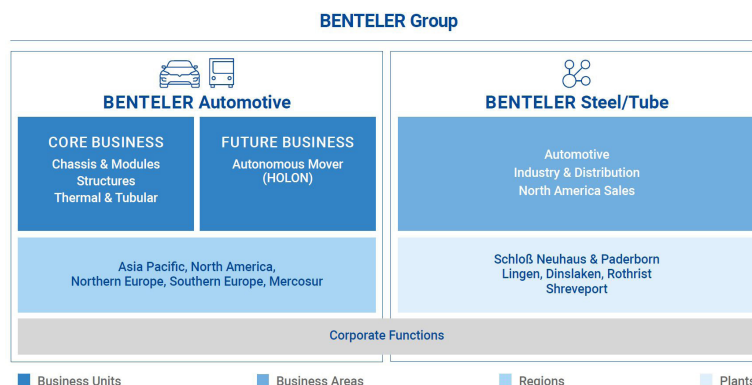 BENTELER Group
BENTELER Automotive
CORE BUSINESS
Chassis & Modules
Structures
Thermal & Tubular
FUTURE BUSINESS
Autonomous Mover
(HOLON)
Asia Pacific, North America,
Northern Europe, Southern Europe, Mercosur
BENTELER Steel/Tube
Automotive
Industry & Distribution
North America Sales
Schloß Neuhaus & Paderborn
Lingen, Dinslaken, Rothrist
Shreveport
Corporate Functions
Business Units
Business Areas
Regions
Plants